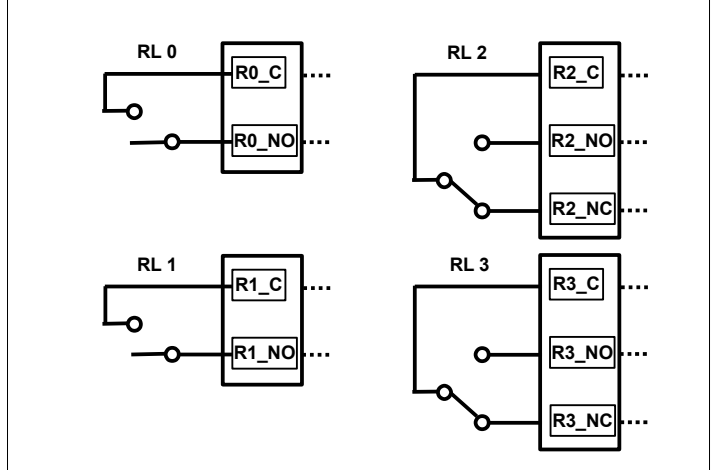 RL 0
R0_C
R0_NO
RL 2
R2_C
R2_NO
R2_NC
RL 1
R1_C
R1_NO
RL 3
R3_C
R3_NO
R3_NC